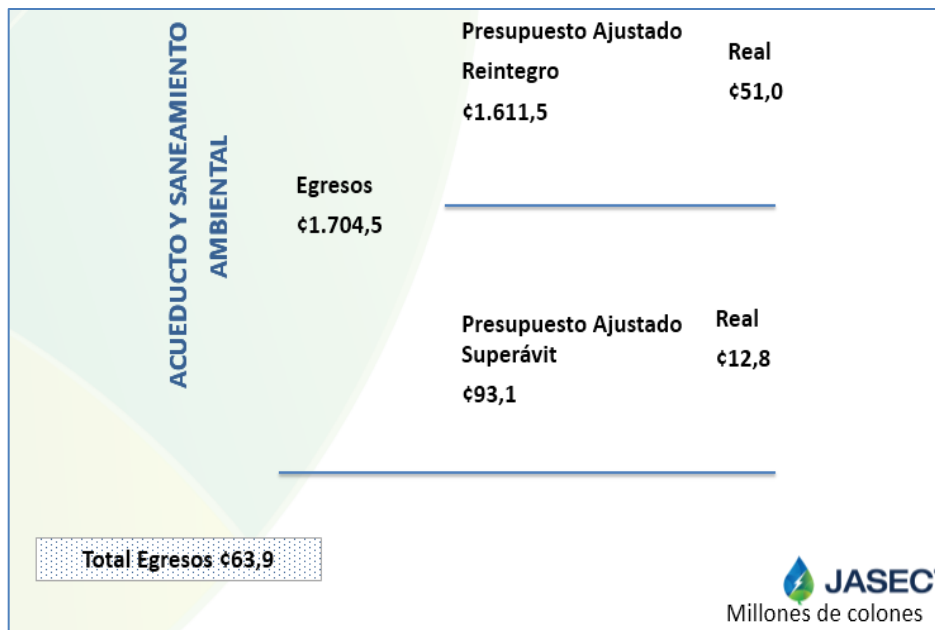 ACUEDUCTO Y SANEAMIENTO
AMBIENTAL
Egresos
¢1.704,5
Presupuesto Ajustado
Reintegro
¢1.611,5
Real
¢51,0
Presupuesto Ajustado
Superávit
¢93,1
Real
¢12,8
Total Egresos ¢63,9
JASEC
Millones de colones